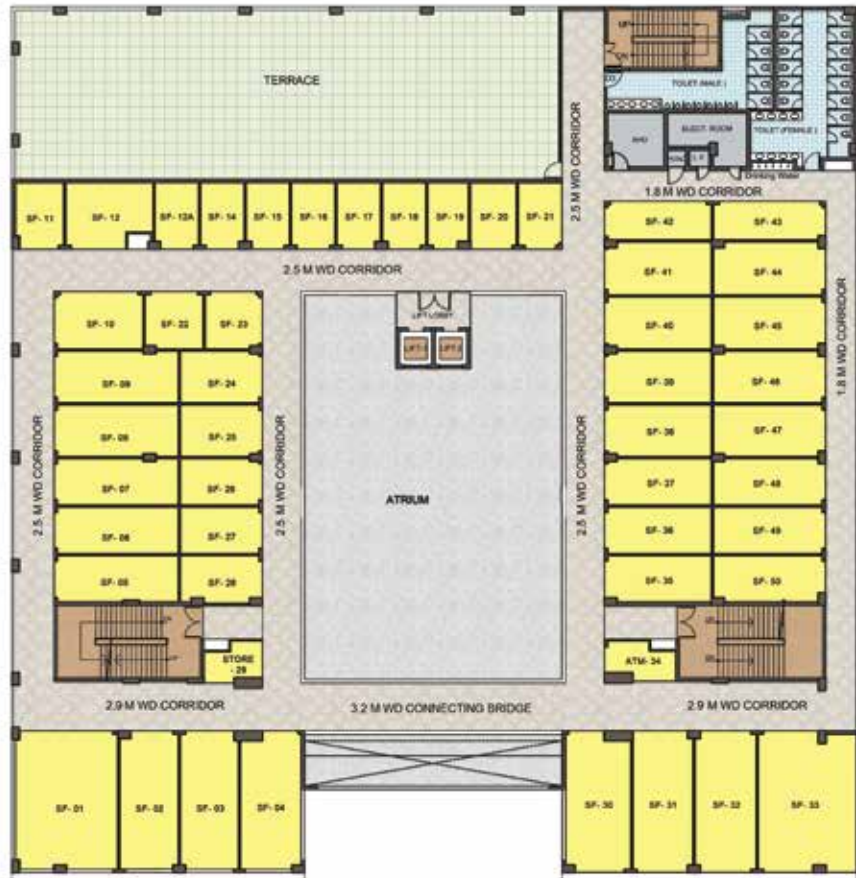 UP
TERRACE
TOILET (MALE)
2.5 M WD CORRIDOR
ELECT. ROOM
TOILET (FEMALE)
AHU
Drinking Water
1.8 M WD CORRIDOR
SF- 11
SF- 12
SF-12A
SF- 14
SF- 15
SF- 16
SF- 17
SF- 18
SF- 19
SF- 20
SF- 21
SF- 42
SF- 43
2.5 M WD CORRIDOR
SF- 41
SF- 44
SF- 10
SF- 22
SF- 23
LIFT LOBBY
LIFT-1
LIFT-2
SF- 40
SF- 45
1.8 M WD CORRIDOR
SF- 09
SF- 24
SF- 39
SF- 46
SF- 08
SF- 25
SF- 38
SF- 47
2.5 M WD CORRIDOR
2.5 M WD CORRIDOR
ATRIUM
2.5 M WD CORRIDOR
SF- 07
SF- 26
SF- 37
SF- 48
SF- 06
SF- 27
SF- 36
SF- 49
SF- 05
SF- 28
SF- 35
SF- 50
STORE
- 29
ATM- 34
2.9 M WD CORRIDOR
3.2 M WD CONNECTING BRIDGE
2.9 M WD CORRIDOR
SF- 01
SF- 02
SF- 03
SF- 04
SF- 30
SF- 31
SF- 32
SF- 33